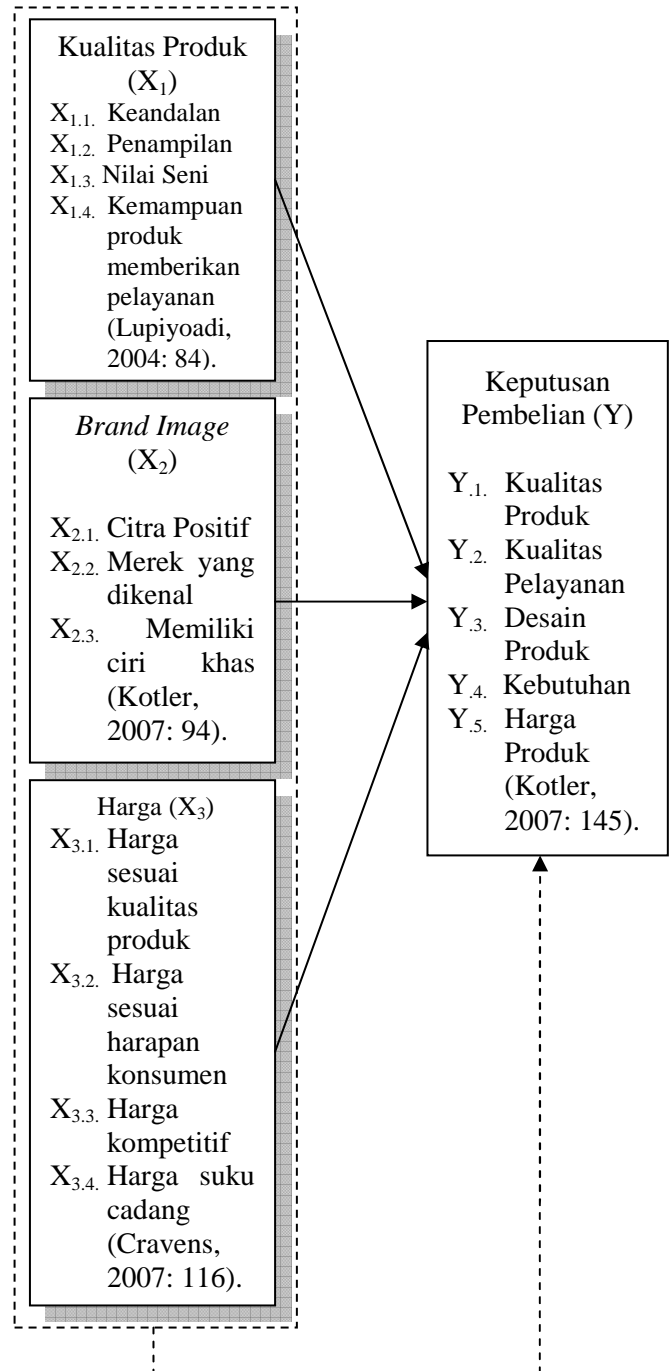 Kualitas Produk
(X₁)
X₁.₁. Keandalan
X₁.₂. Penampilan
X₁.₃. Nilai Seni
X₁.₄. Kemampuan
produk
memberikan
pelayanan
(Lupiyoadi,
2004: 84).
Brand Image
(X₂)
X₂.₁. Citra Positif
X₂.₂. Merek yang
dikenal
X₂.₃. Memiliki
ciri khas
(Kotler,
2007: 94).
Harga (X₃)
X₃.₁. Harga
sesuai
kualitas
produk
X₃.₂. Harga
sesuai
harapan
konsumen
X₃.₃. Harga
kompetitif
X₃.₄. Harga suku
cadang
(Cravens,
2007: 116).
Keputusan
Pembelian (Y)
Y.₁. Kualitas
Produk
Y.₂. Kualitas
Pelayanan
Y.₃. Desain
Produk
Y.₄. Kebutuhan
Y.₅. Harga
Produk
(Kotler,
2007: 145).